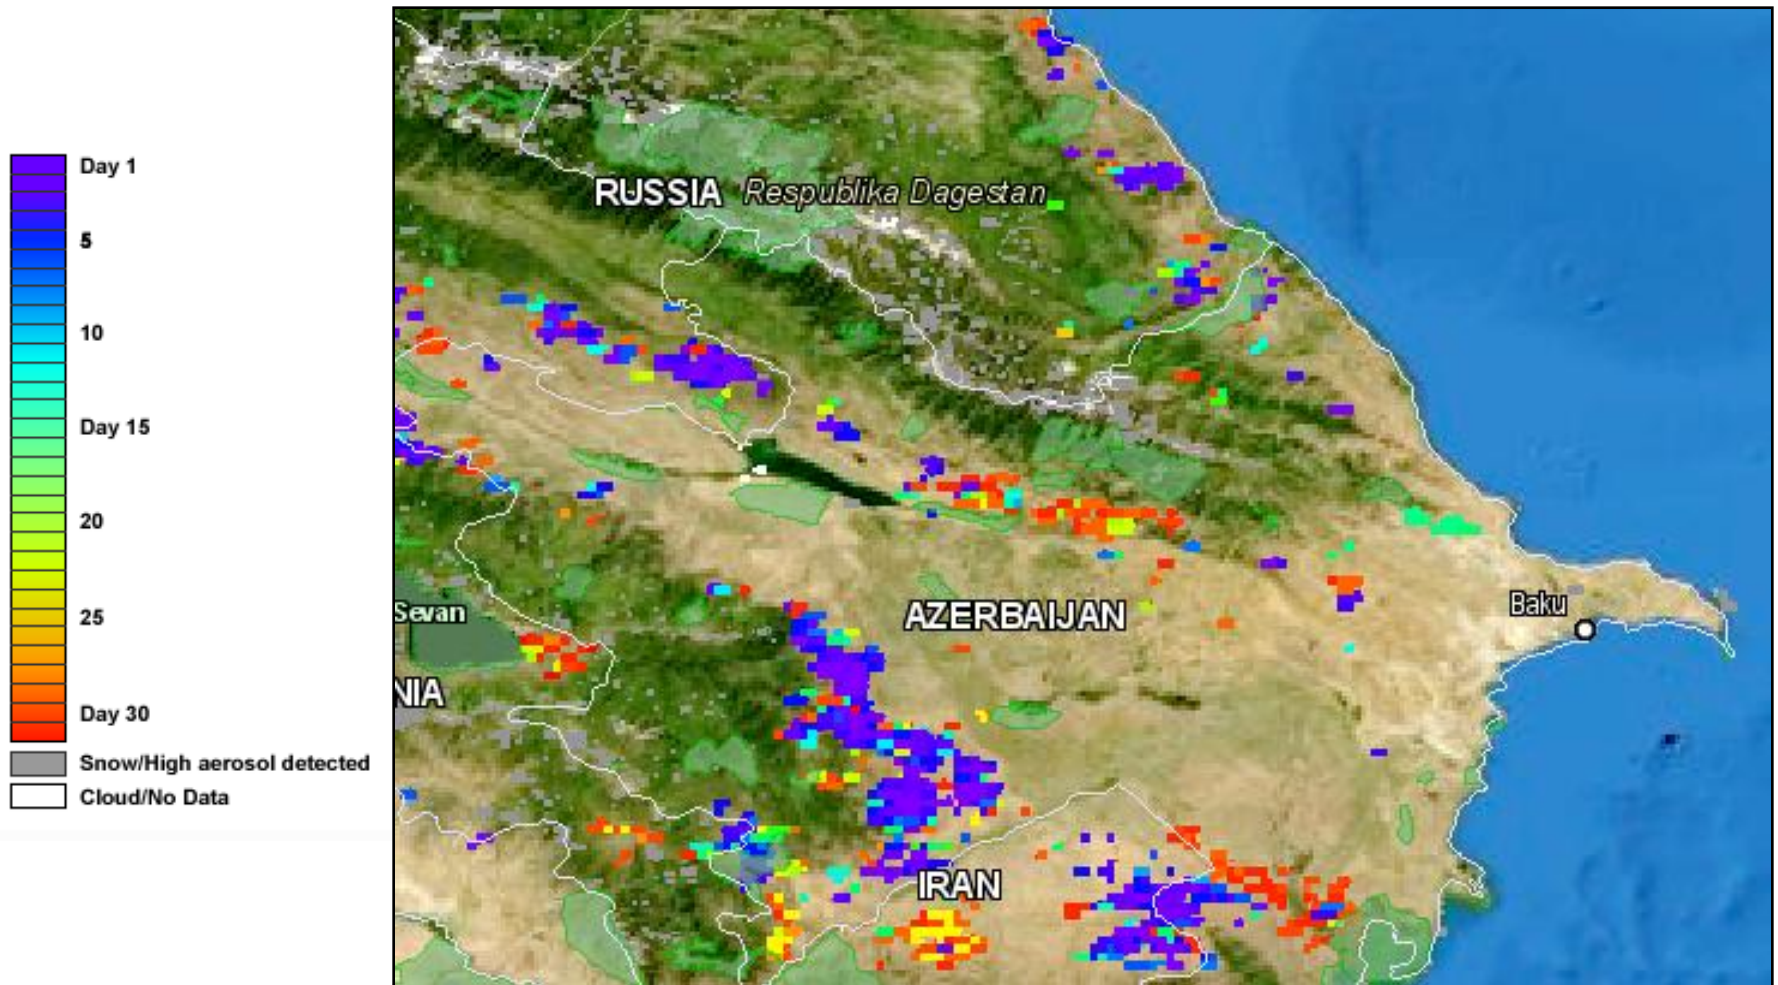 Day 1
5
10
Day 15
20
25
Day 30
Snow/High aerosol detected
Cloud/No Data
RUSSIA Respublika Dagestan
Sevan
AZERBAIJAN
Baku
NIA
IRAN